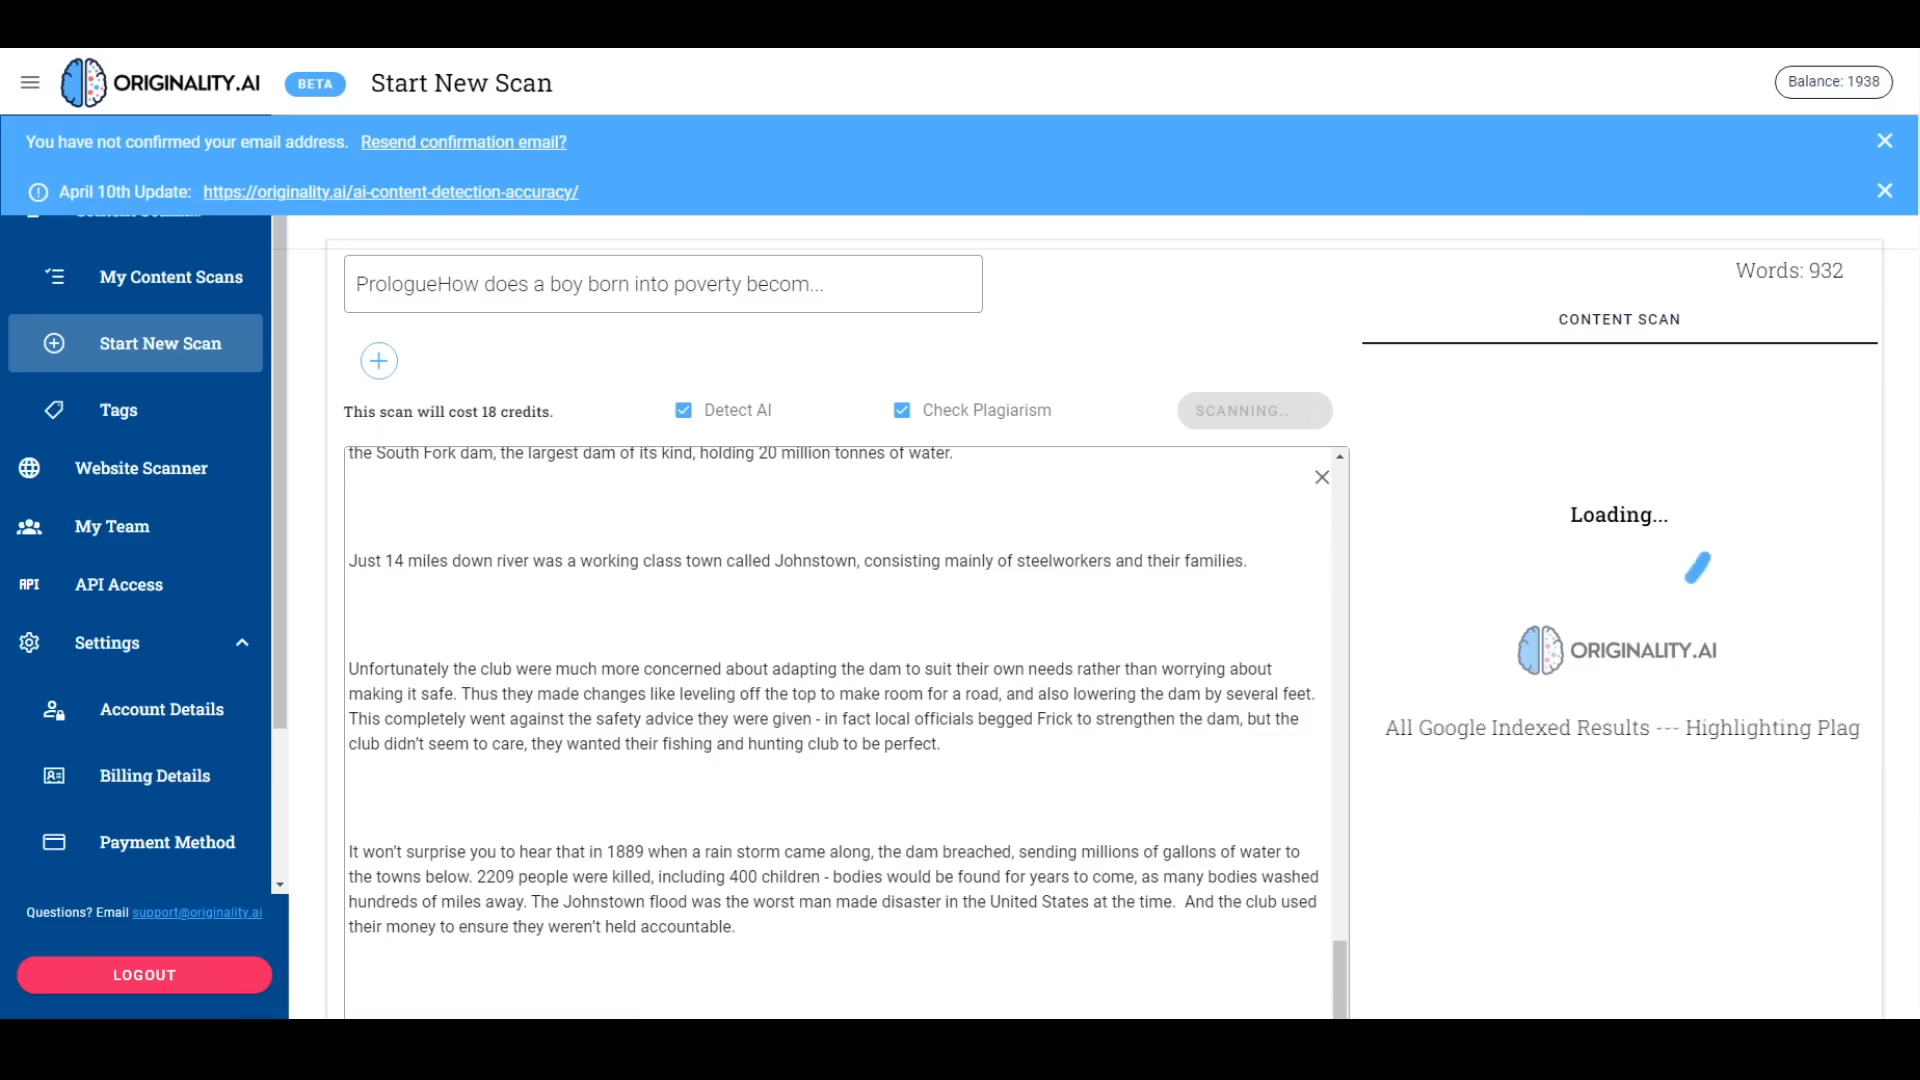 ORIGINALITY.AI
BETA
Start New Scan
Balance: 1938
You have not confirmed your email address. Resend confirmation email?
April 10th Update: https://originality.ai/ai-content-detection-accuracy/
My Content Scans
Start New Scan
Tags
Website Scanner
My Team
API
API Access
Settings
Account Details
Billing Details
Payment Method
Questions? Email support@originality.ai
LOGOUT
PrologueHow does a boy born into poverty becom...
This scan will cost 18 credits.
Detect AI
Check Plagiarism
SCANNING..
the South Fork dam, the largest dam of its kind, holding 20 million tonnes of water.
Just 14 miles down river was a working class town called Johnstown, consisting mainly of steelworkers and their families.
Unfortunately the club were much more concerned about adapting the dam to suit their own needs rather than worrying about
making it safe. Thus they made changes like leveling off the top to make room for a road, and also lowering the dam by several feet.
This completely went against the safety advice they were given - in fact local officials begged Frick to strengthen the dam, but the
club didn't seem to care, they wanted their fishing and hunting club to be perfect.
It won't surprise you to hear that in 1889 when a rain storm came along, the dam breached, sending millions of gallons of water to
the towns below. 2209 people were killed, including 400 children - bodies would be found for years to come, as many bodies washed
hundreds of miles away. The Johnstown flood was the worst man made disaster in the United States at the time.  And the club used
their money to ensure they weren't held accountable.
Words: 932
CONTENT SCAN
Loading...
ORIGINALITY.AI
All Google Indexed Results --- Highlighting Plag